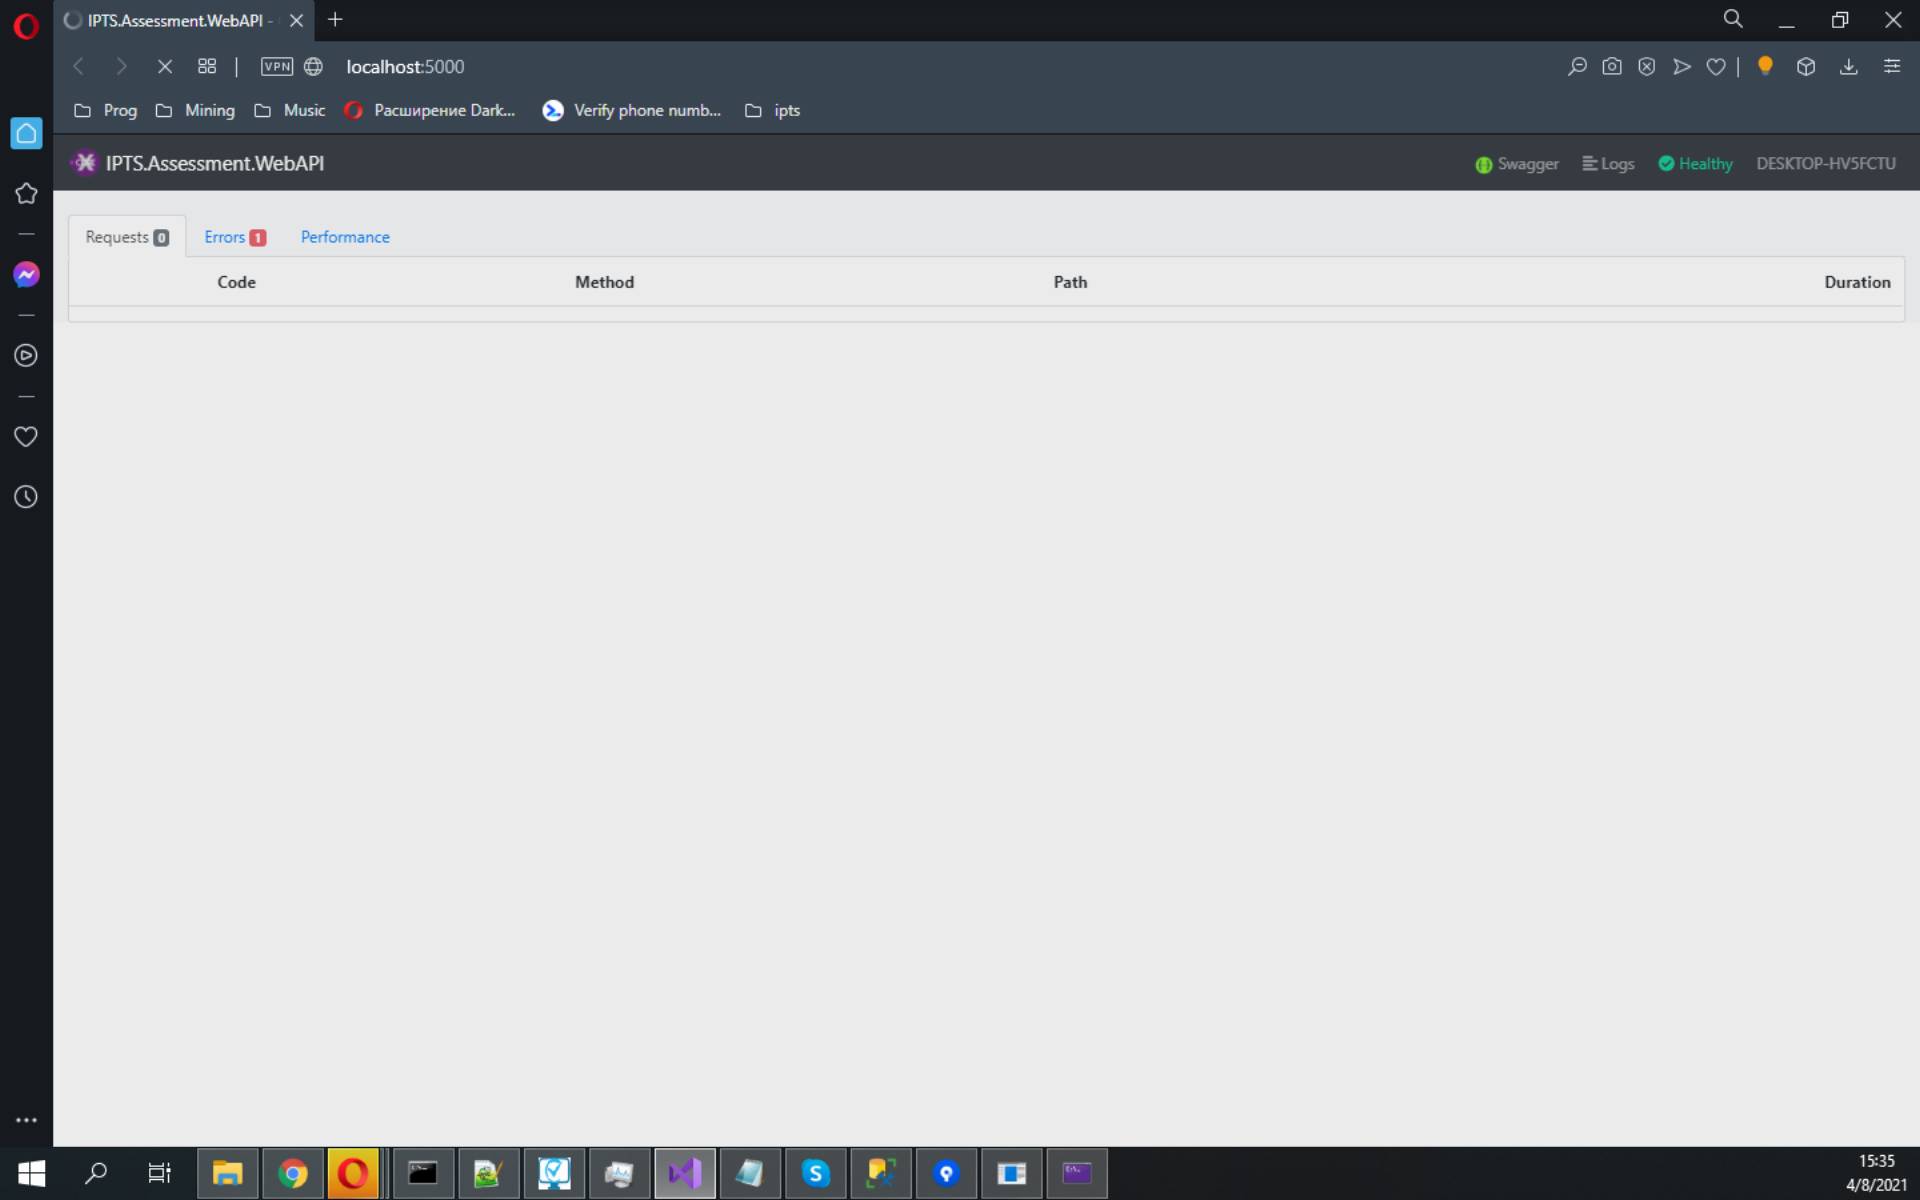 IPTS.Assessment.WebAPI -
VPN localhost:5000
Prog Mining Music Расширение Dark... Verify phone numb... ipts
IPTS.Assessment.WebAPI Swagger Logs Healthy DESKTOP-HV5FCTU
Requests 0 Errors 1 Performance
Code Method Path Duration
15:35
4/8/2021